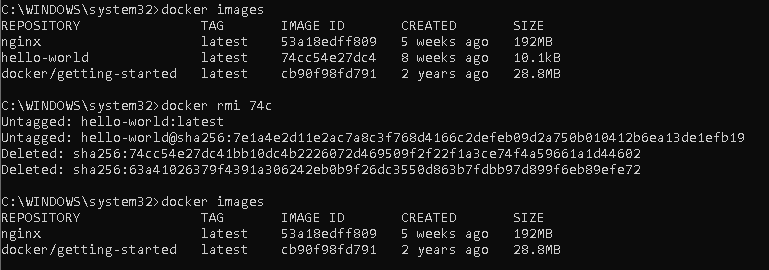 C:\WINDOWS\system32>docker images
REPOSITORY TAG IMAGE ID CREATED SIZE
nginx latest 53a18edff809 5 weeks ago 192MB
hello-world latest 74cc54e27dc4 8 weeks ago 10.1kB
docker/getting-started latest cb90f98fd791 2 years ago 28.8MB
C:\WINDOWS\system32>docker rmi 74c
Untagged: hello-world:latest
Untagged: hello-world@sha256:7e1a4e2d11e2ac7a8c3f768d4166c2defeb09d2a750b010412b6ea13de1efb19
Deleted: sha256:74cc54e27dc41bb10dc4b2226072d469509f2f22f1a3ce74f4a59661a1d44602
Deleted: sha256:63a41026379f4391a306242eb0b9f26dc3550d863b7fdbb97d899f6eb89efe72
C:\WINDOWS\system32>docker images
REPOSITORY TAG IMAGE ID CREATED SIZE
nginx latest 53a18edff809 5 weeks ago 192MB
docker/getting-started latest cb90f98fd791 2 years ago 28.8MB